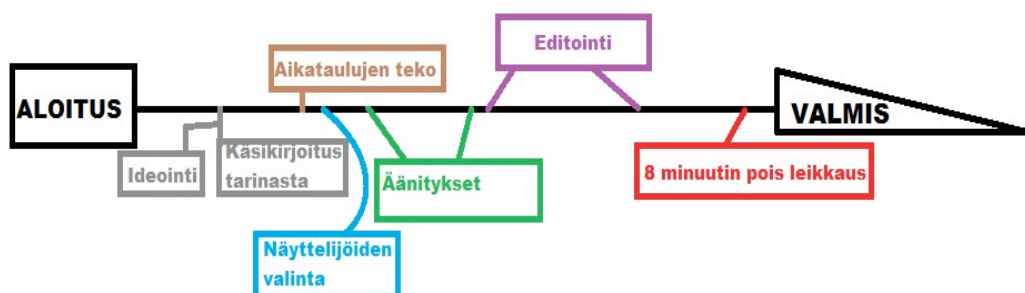 Editointi
Aikataulujen teko
ALOITUS
VALMIS
Ideointi
Käsikirjoitus
tarinasta
Äänitykset
8 minuutin pois leikkaus
Näyttelijöiden
valinta